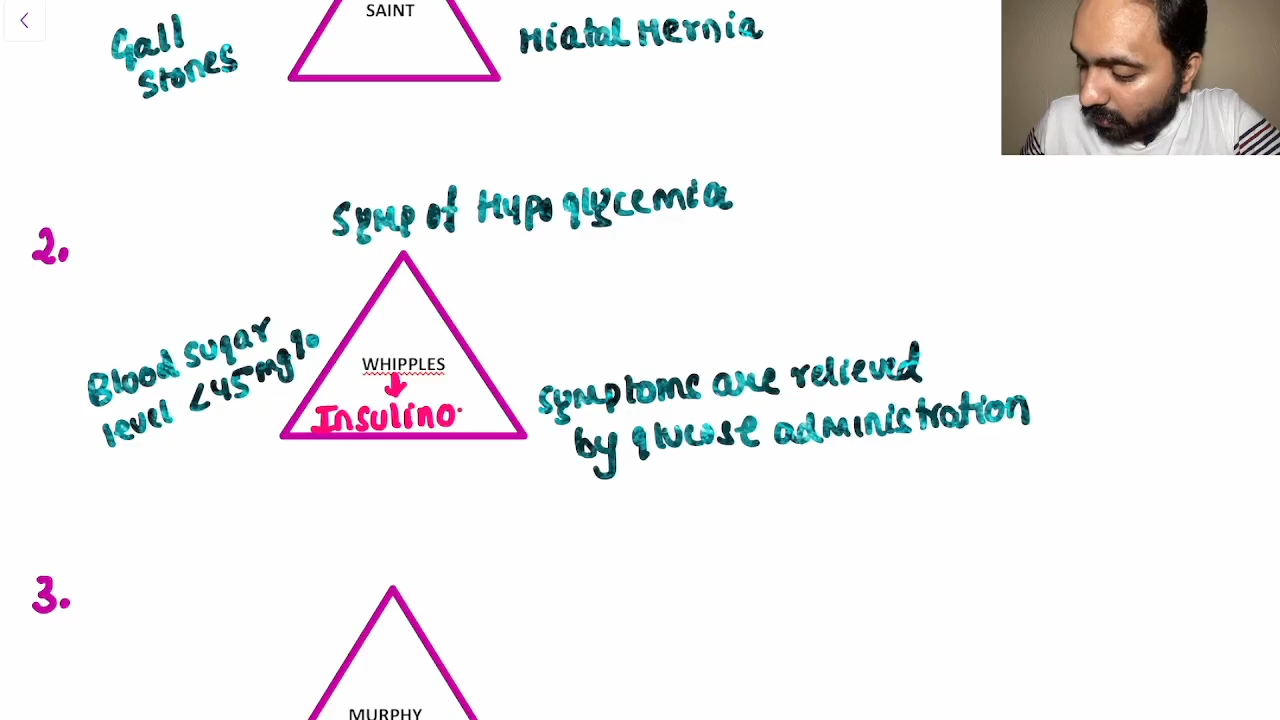 SAINT
Gall
Stones
Hiatal Hernia
2.
Symp of Hypoglycemia
WHIPPLES
Insulino.
Blood sugar
level <45mg%
Symptoms are relieved
by glucose administration
3.
MURPHY